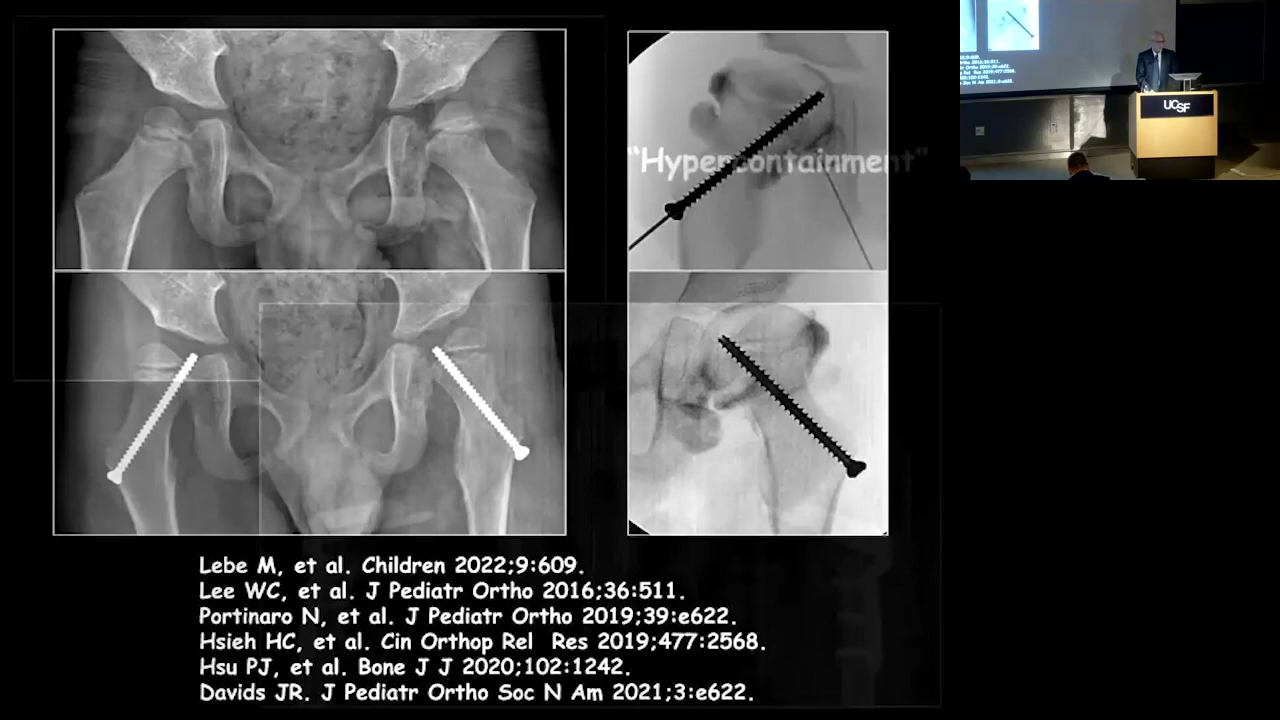 "Hypercontainment"
Lebe M, et al. Children 2022;9:609.
Lee WC, et al. J Pediatr Ortho 2016;36:511.
Portinaro N, et al. J Pediatr Ortho 2019;39:e622.
Hsieh HC, et al. Cin Orthop Rel Res 2019;477:2568.
Hsu PJ, et al. Bone J J 2020;102:1242.
Davids JR. J Pediatr Ortho Soc N Am 2021;3:e622.
UCSF